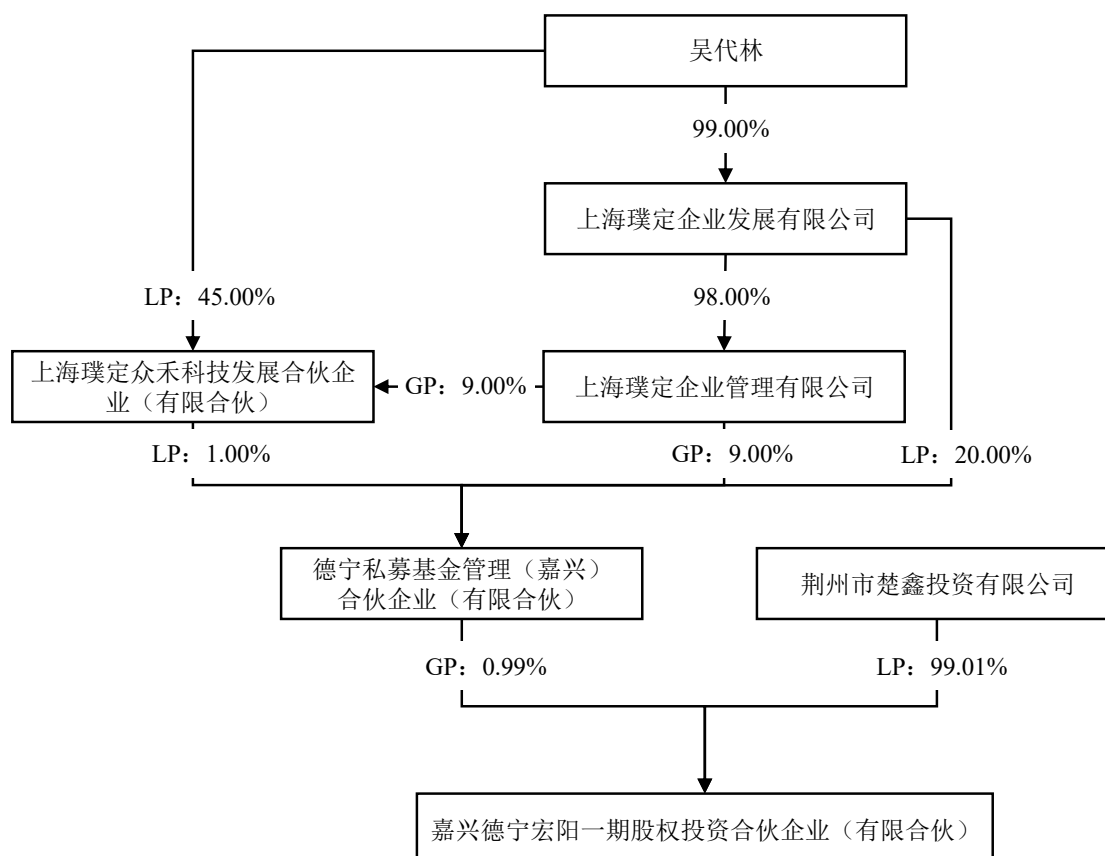 吴代林
99.00%
上海璞定企业发展有限公司
LP：45.00%
98.00%
上海璞定众禾科技发展合伙企
业（有限合伙）
GP：9.00%
上海璞定企业管理有限公司
LP：1.00%
GP：9.00%
LP：20.00%
德宁私募基金管理（嘉兴）
合伙企业（有限合伙）
荆州市楚鑫投资有限公司
GP：0.99%
LP：99.01%
嘉兴德宁宏阳一期股权投资合伙企业（有限合伙）